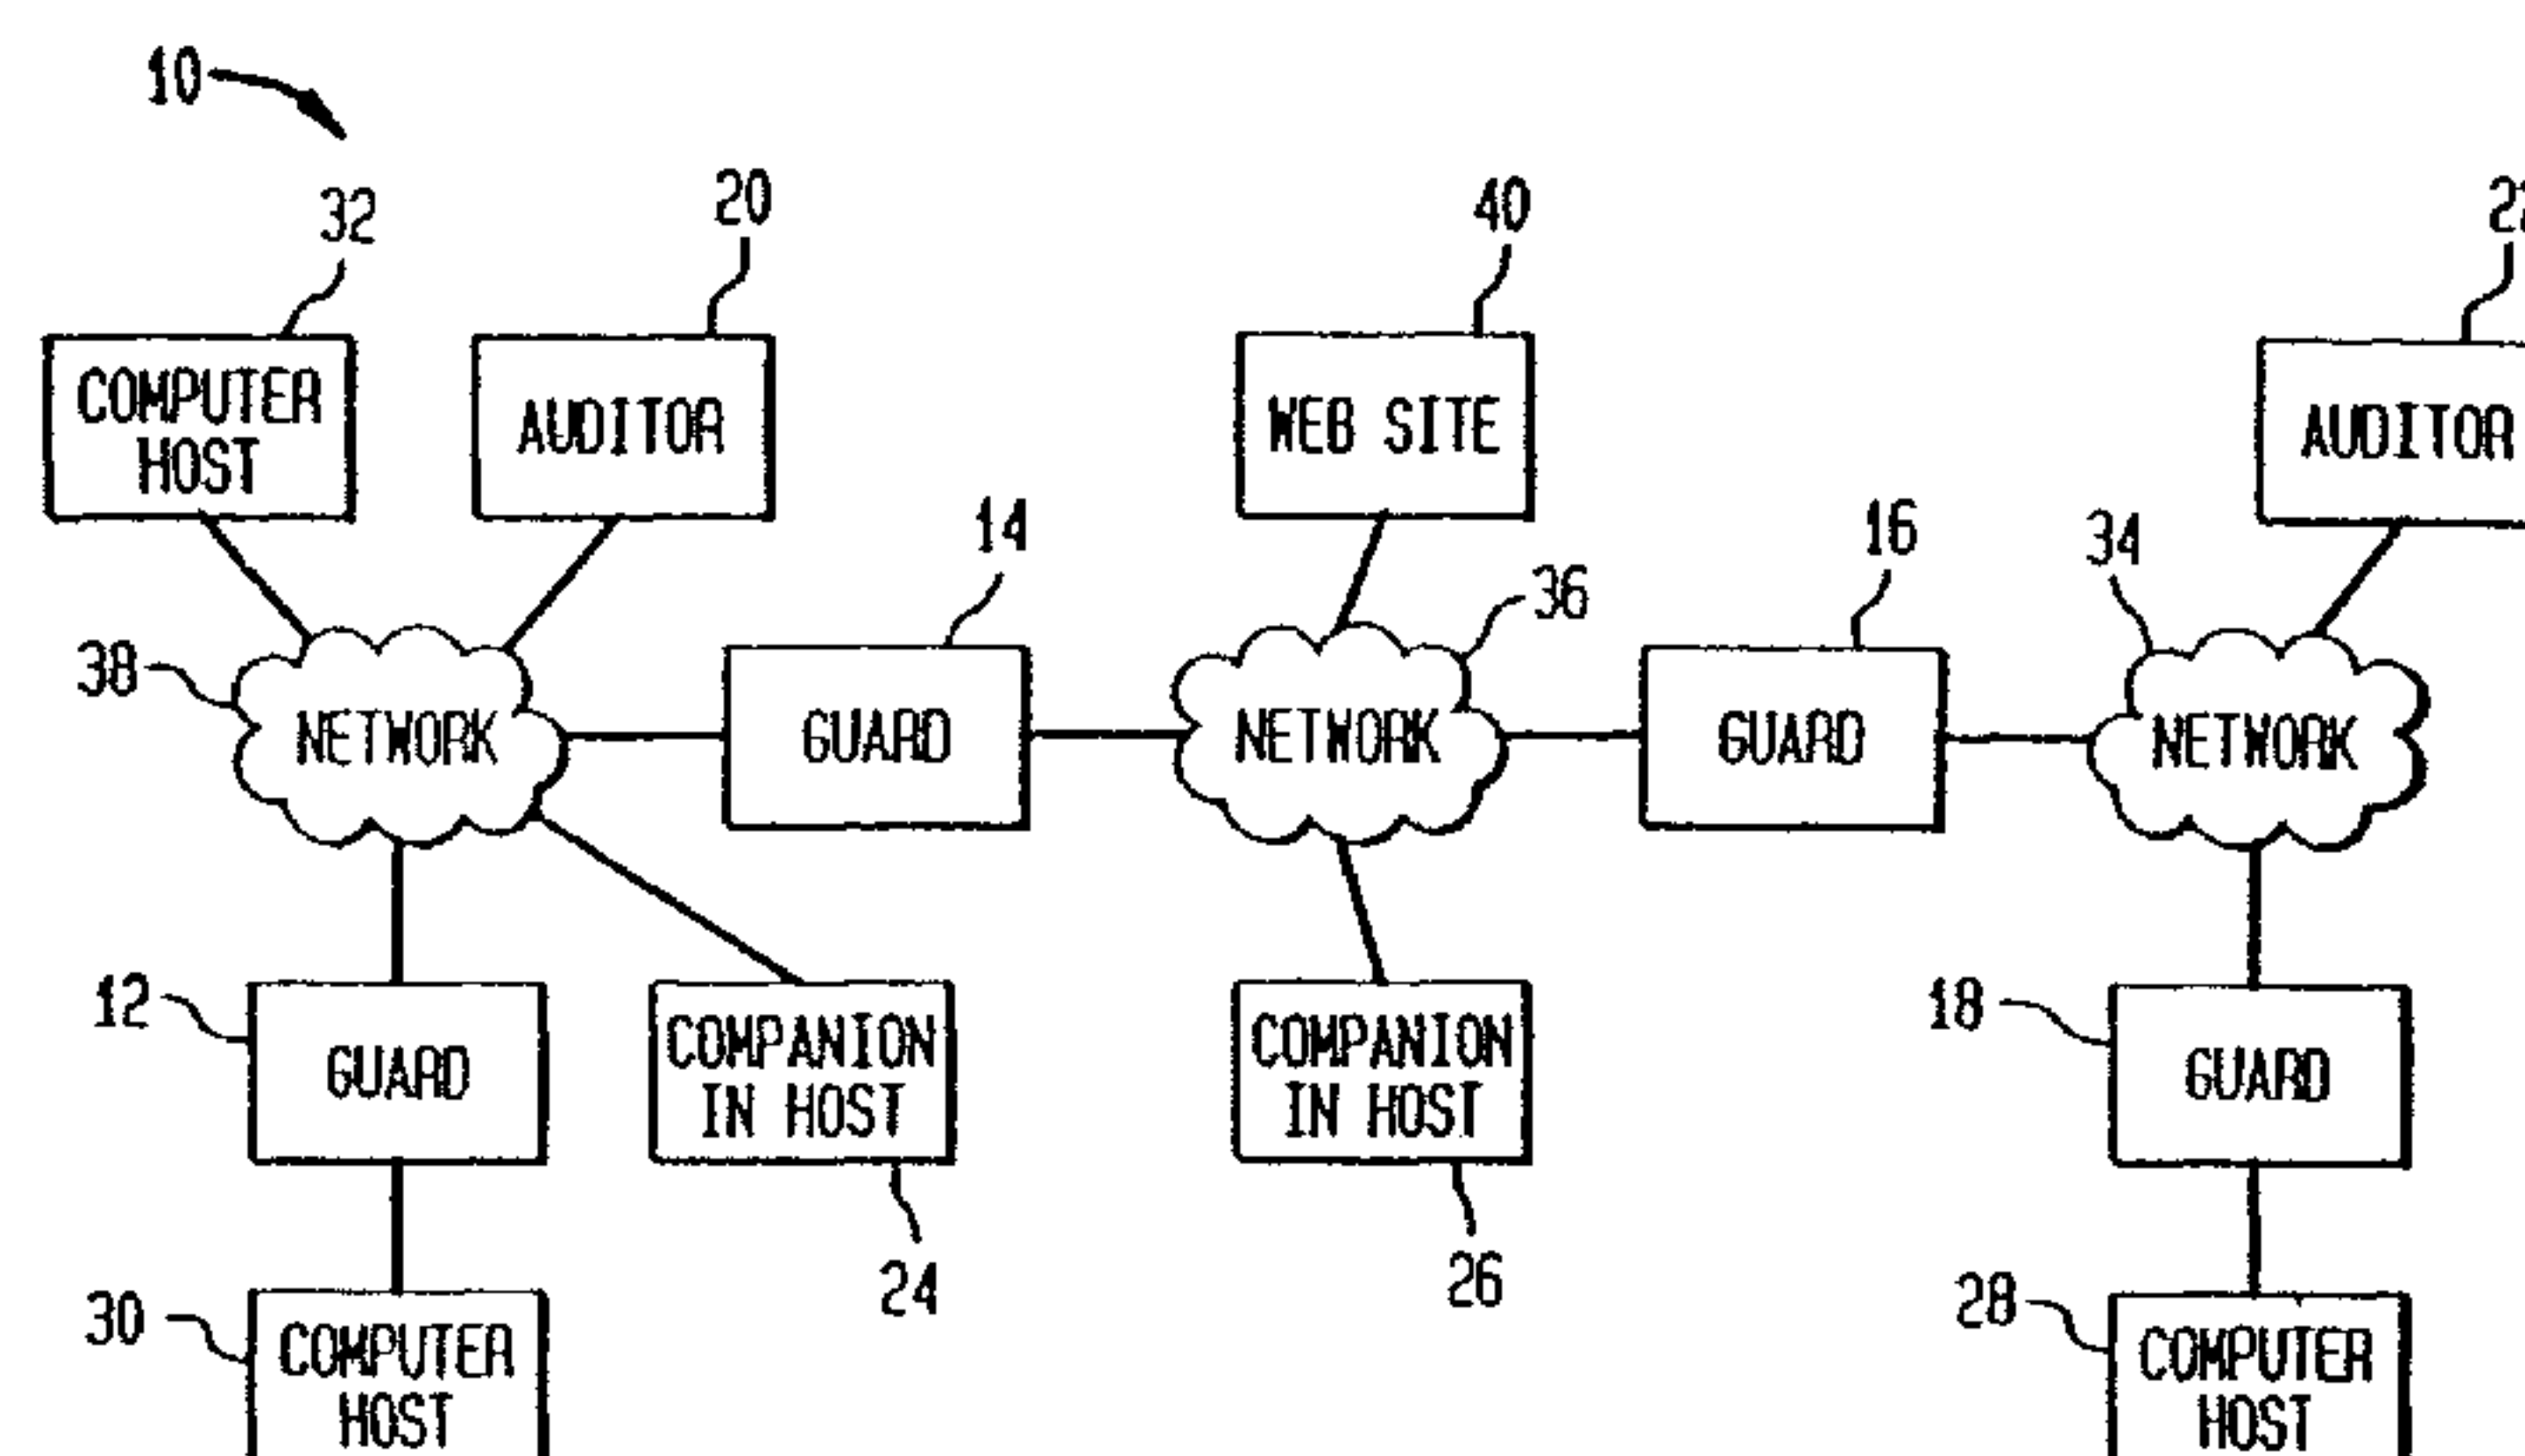 10
32
20
40
COMPUTER
HOST
AUDITOR
WEB SITE
AUDITOR
14
36
16
34
38
NETWORK
GUARD
NETWORK
GUARD
NETWORK
12
GUARD
COMPANION
IN HOST
COMPANION
IN HOST
18
GUARD
24
26
30
COMPUTER
HOST
28
COMPUTER
HOST